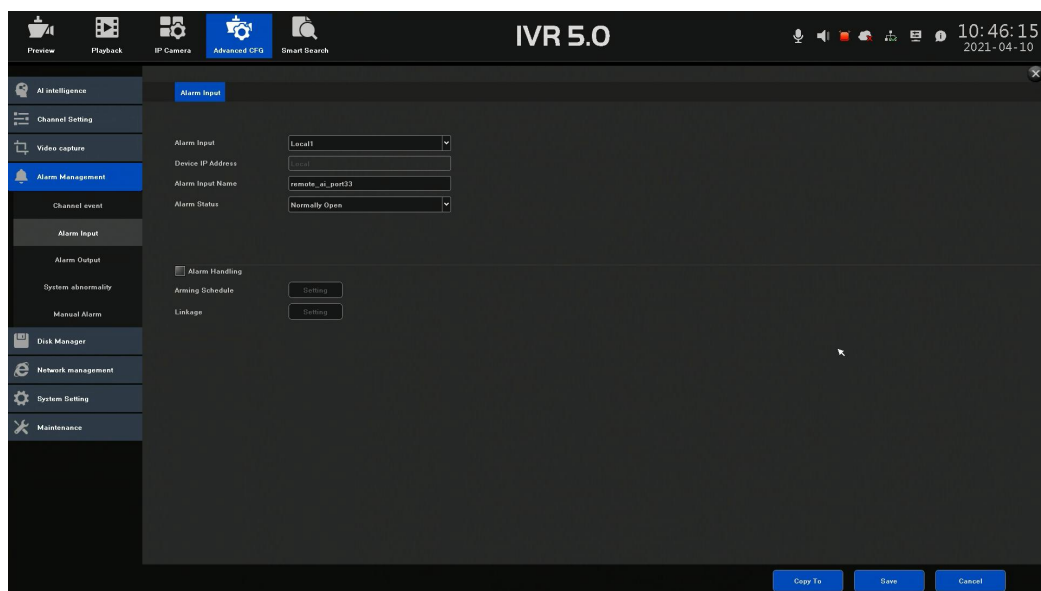 Preview Playback IP Camera Advanced CFG Smart Search
IVR 5.0
10:46:15
2021-04-10
AI intelligence
Channel Setting
Video capture
Alarm Management
Channel event
Alarm Input
Alarm Output
System abnormality
Manual Alarm
Disk Manager
Network management
System Setting
Maintenance
Alarm Input
Alarm Input Local1
Device IP Address Local
Alarm Input Name remote_ai_port33
Alarm Status Normally Open
Alarm Handling
Arming Schedule Setting
Linkage Setting
Copy To Save Cancel